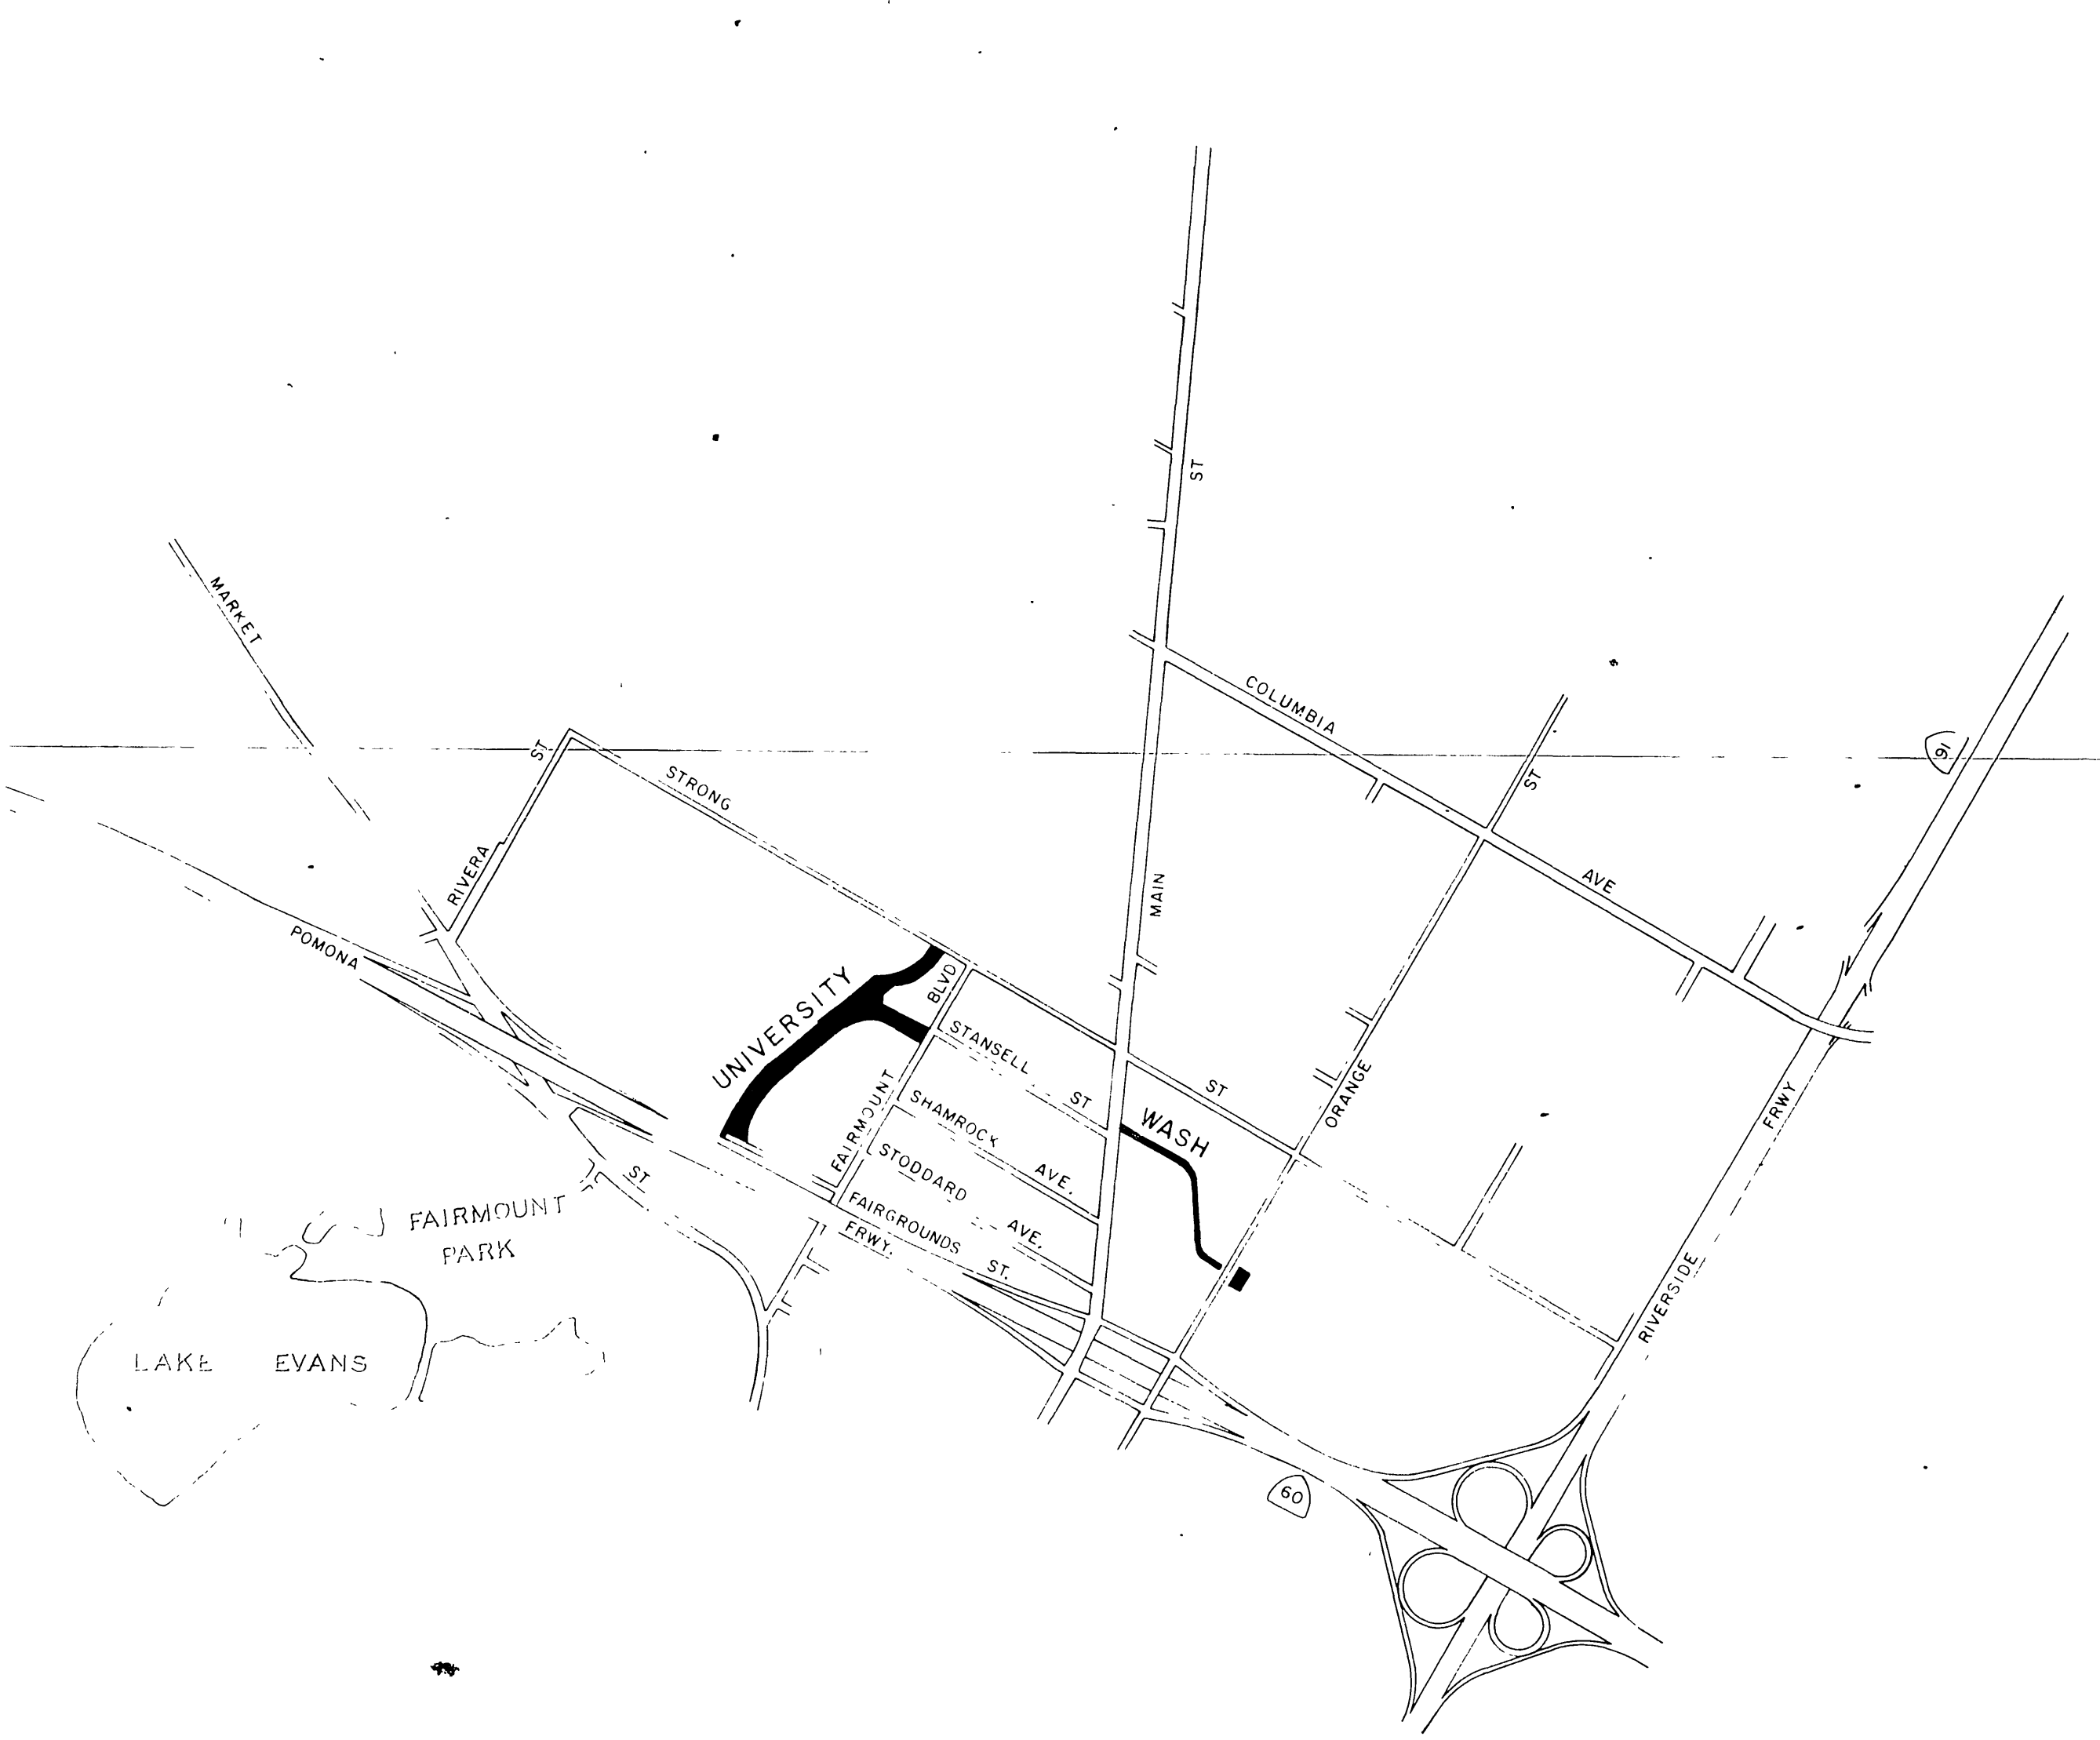 ST
MARKET
COLUMBIA
91
ST
STRONG
ST
RIVERA
AVE
MAIN
POMONA
UNIVERSITY
BLVD
STANSELL
ST
FAIRMOUNT
SHAMROCK
AVE.
STODDARD
AVE.
FAIRGROUNDS
ST.
FRWY.
ST
WASH
ORANGE
FRWY
RIVERSIDE
ST
FAIRMOUNT
PARK
LAKE EVANS
60